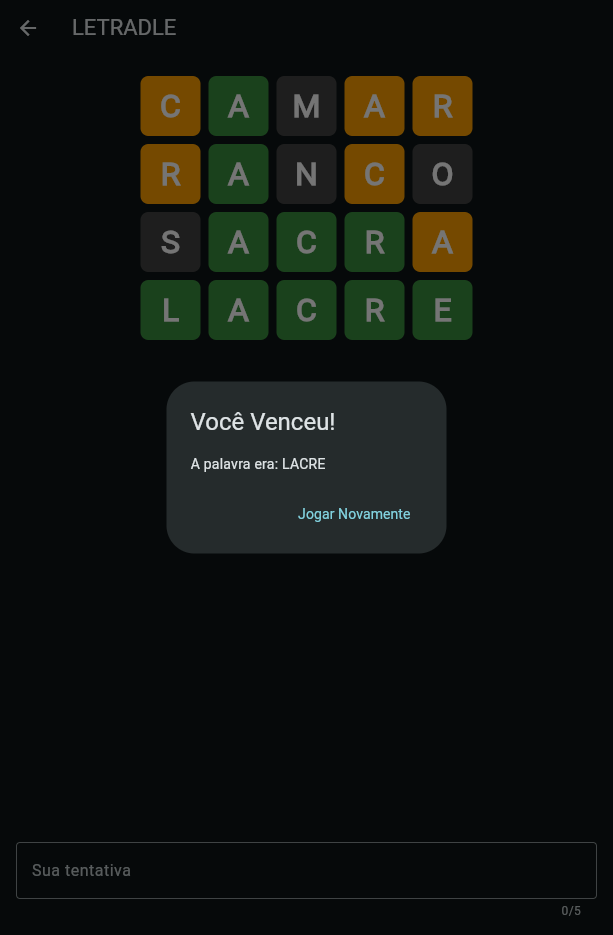 LETRADLE
C A M A R
R A N C O
S A C R A
L A C R E
Você Venceu!
A palavra era: LACRE
Jogar Novamente
Sua tentativa
0/5